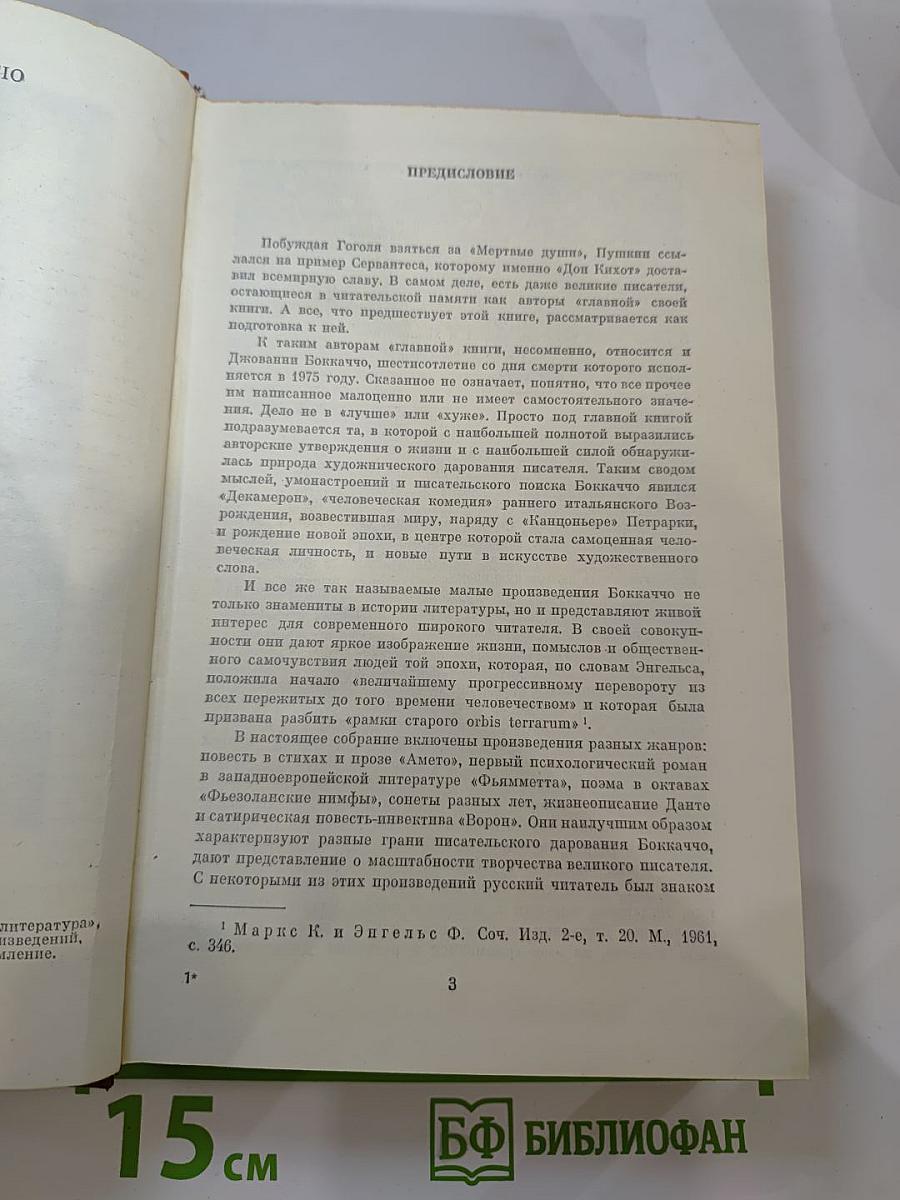 ПРЕДИСЛОВИЕ
Побуждая Гоголя взяться за «Мертвые души», Пушкин ссы-
лался на пример Сервантеса, которому именно «Дон Кихот» доста-
вил всемирную славу. В самом деле, есть даже великие писатели,
остающиеся в читательской памяти как авторы «главной» своей
книги. А все, что предшествует этой книге, рассматривается как
подготовка к ней.
К таким авторам «главной» книги, несомненно, относится и
Джованни Боккаччо, шестисотлетие со дня смерти которого испол-
няется в 1975 году. Сказанное не означает, понятно, что все прочее
им написанное малоценно или не имеет самостоятельного значе-
ния. Дело не в «лучше» или «хуже». Просто под главной книгой
подразумевается та, в которой с наибольшей полнотой выразились
авторские утверждения о жизни и с наибольшей силой обнаружи-
лась природа художнического дарования писателя. Таким сводом
мыслей, умонастроений и писательского поиска Боккаччо явился
«Декамерон», «человеческая комедия» раннего итальянского Воз-
рождения, возвестившая миру, наряду с «Канцоньере» Петрарки,
и рождение новой эпохи, в центре которой стала самоценная чело-
веческая личность, и новые пути в искусстве художественного
слова.
И все же так называемые малые произведения Боккаччо не
только знамениты в истории литературы, но и представляют живой
интерес для современного широкого читателя. В своей совокуп-
ности они дают яркое изображение жизни, помыслов и обществен-
ного самочувствия людей той эпохи, которая, по словам Энгельса,
положила начало «величайшему прогрессивному перевороту из
всех пережитых до того времени человечеством» и которая была
призвана разбить «рамки старого orbis terrarum» ¹.
В настоящее собрание включены произведения разных жанров:
повесть в стихах и прозе «Амето», первый психологический роман
в западноевропейской литературе «Фьямметта», поэма в октавах
«Фьезоланские нимфы», сонеты разных лет, жизнеописание Данте
и сатирическая повесть-инвектива «Ворон». Они наилучшим образом
характеризуют разные грани писательского дарования Боккаччо,
дают представление о масштабности творчества великого писателя.
С некоторыми из этих произведений русский читатель был знаком
¹ Маркс К. и Энгельс Ф. Соч. Изд. 2-е, т. 20. М., 1961,
с. 346.
1*
3
литература»,
изведений,
мление.
15 см
БФ БИБЛИОФАН